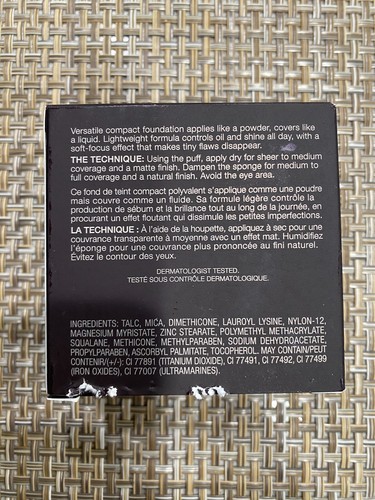 Versatile compact foundation applies like a powder, covers like
a liquid. Lightweight formula controls oil and shine all day, with a
soft-focus effect that makes tiny flaws disappear.
THE TECHNIQUE: Using the puff, apply dry for sheer to medium
coverage and a matte finish. Dampen the sponge for medium to
full coverage and a natural finish. Avoid the eye area.
Ce fond de teint compact polyvalent s'applique comme une poudre
mais couvre comme un fluide. Sa formule légère contrôle la
production de sébum et la brillance tout au long de la journée, en
procurant un effet floutant qui dissimule les petites imperfections.
LA TECHNIQUE : À l'aide de la houpette, appliquez à sec pour une
couvrance transparente à moyenne avec un effet mat. Humidifiez
l'éponge pour une couvrance plus prononcée au fini naturel.
Évitez le contour des yeux.
DERMATOLOGIST TESTED.
TESTÉ SOUS CONTRÔLE DERMATOLOGIQUE.
INGREDIENTS: TALC, MICA, DIMETHICONE, LAUROYL LYSINE, NYLON-12,
MAGNESIUM MYRISTATE, ZINC STEARATE, POLYMETHYL METHACRYLATE,
SQUALANE, METHICONE, METHYLPARABEN, SODIUM DEHYDROACETATE,
PROPYLPARABEN, ASCORBYL PALMITATE, TOCOPHEROL. MAY CONTAIN/PEUT
CONTENIR/(+/-): CI 77891 (TITANIUM DIOXIDE), CI 77491, CI 77492, CI 77499
(IRON OXIDES), CI 77007 (ULTRAMARINES).